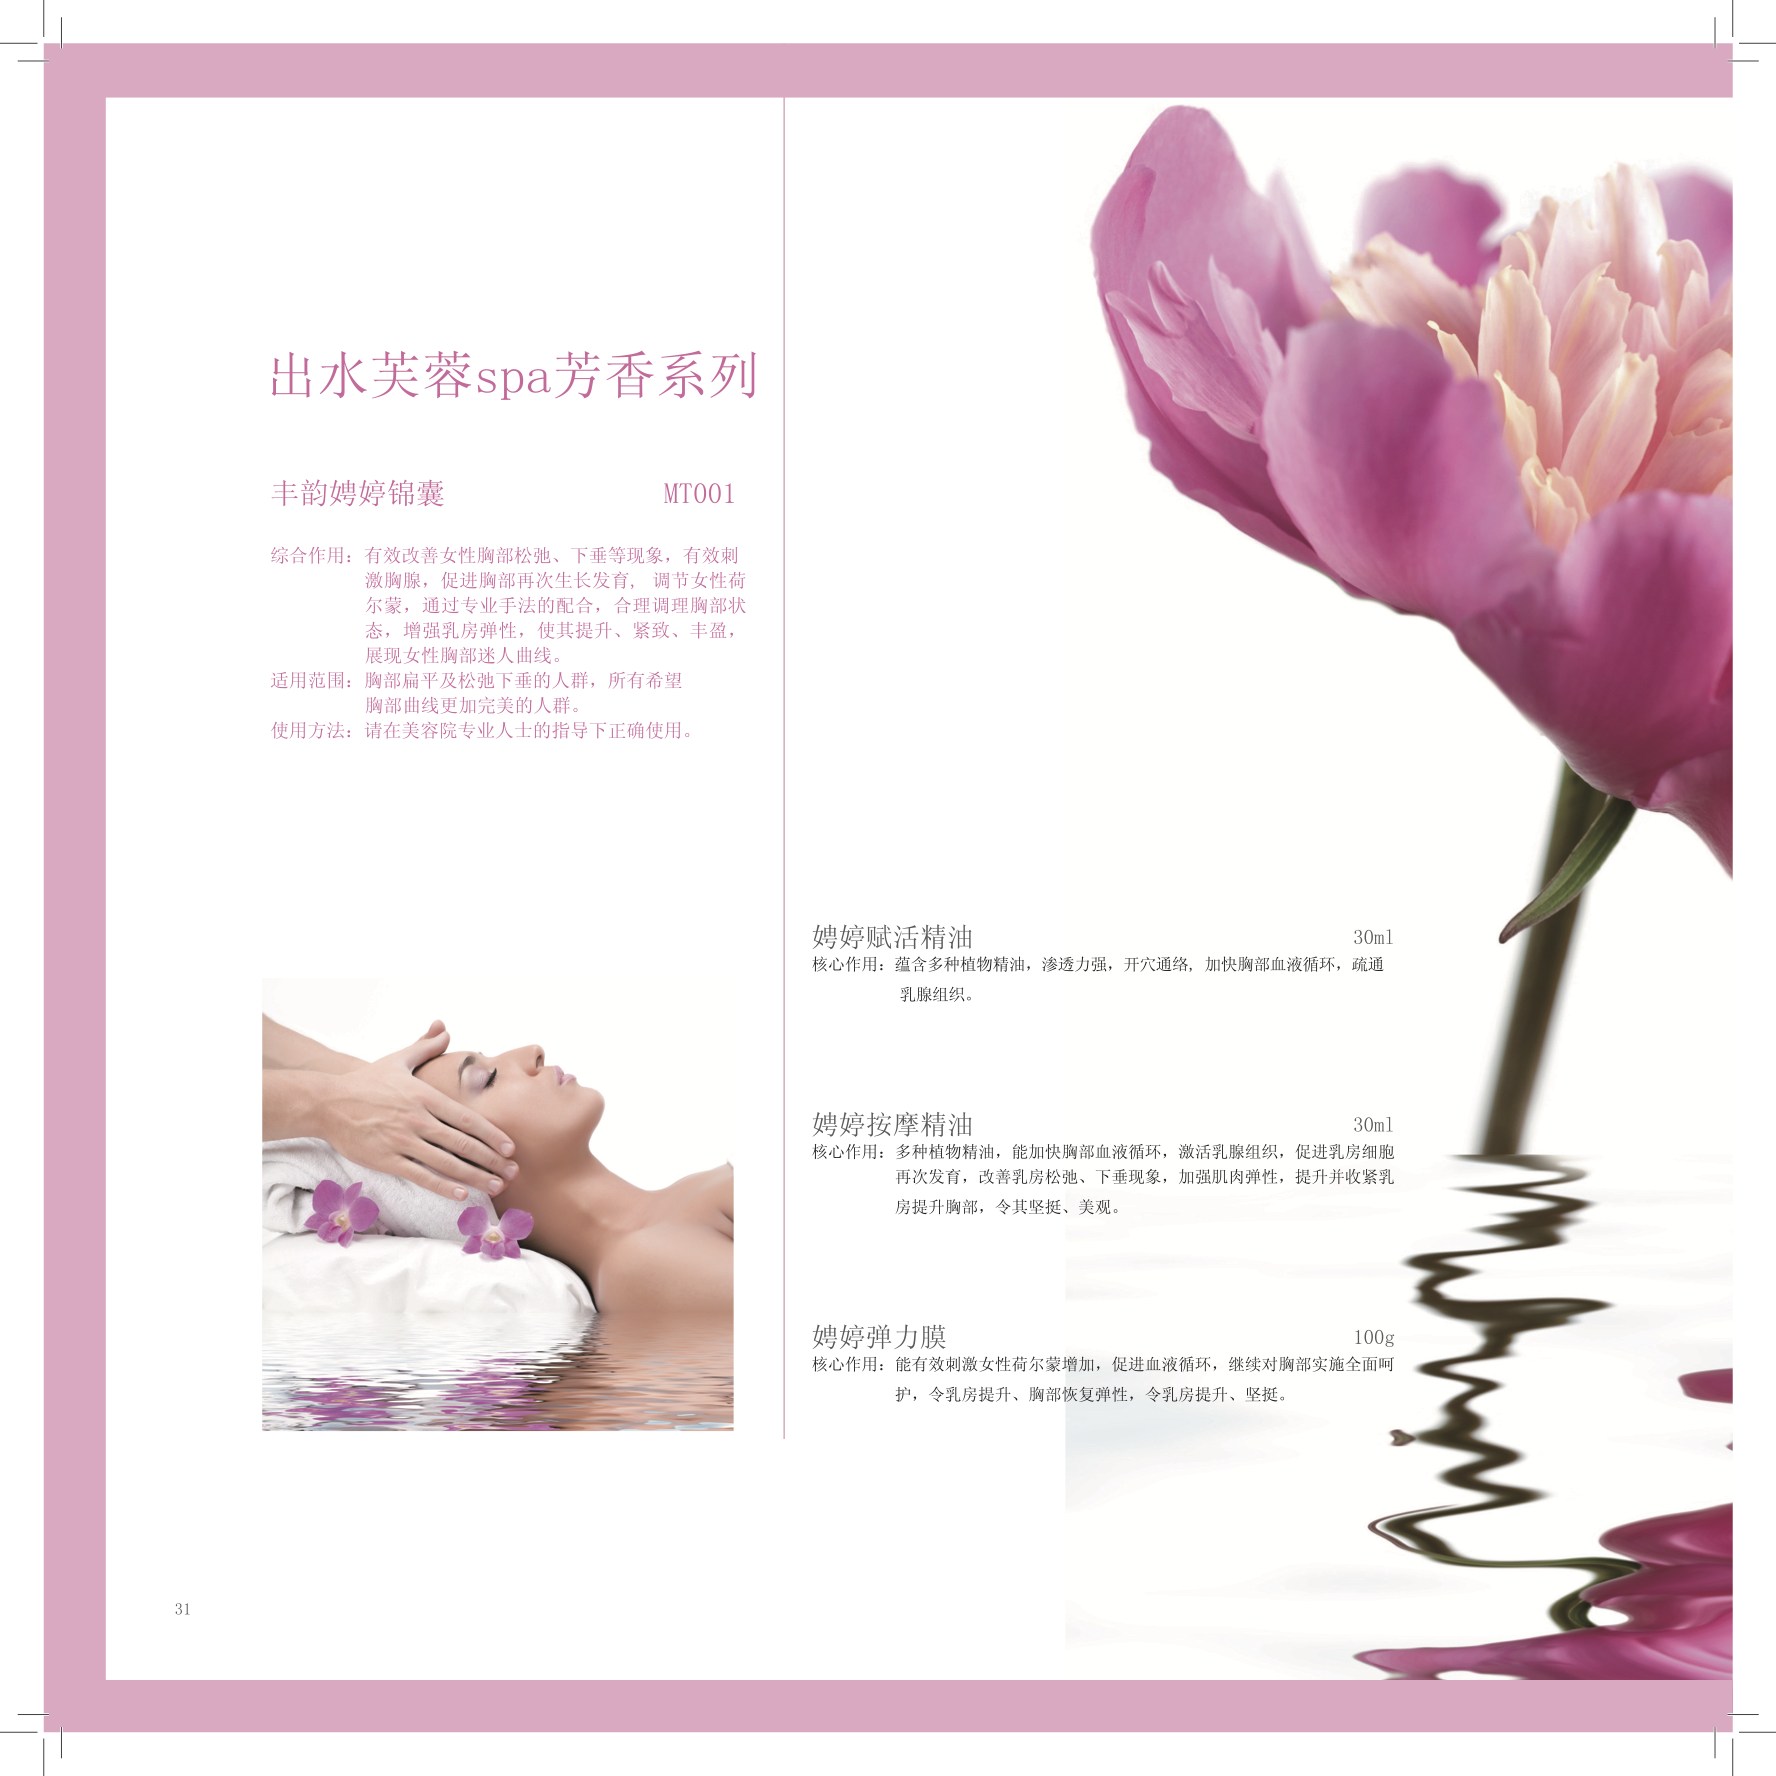 出水芙蓉spa芳香系列
丰韵娉婷锦囊 MT001
综合作用：有效改善女性胸部松弛、下垂等现象，有效刺
激胸腺，促进胸部再次生长发育, 调节女性荷
尔蒙，通过专业手法的配合，合理调理胸部状
态，增强乳房弹性，使其提升、紧致、丰盈，
展现女性胸部迷人曲线。
适用范围：胸部扁平及松弛下垂的人群，所有希望
胸部曲线更加完美的人群。
使用方法：请在美容院专业人士的指导下正确使用。
娉婷赋活精油 30ml
核心作用：蕴含多种植物精油，渗透力强，开穴通络, 加快胸部血液循环，疏通
乳腺组织。
娉婷按摩精油 30ml
核心作用：多种植物精油，能加快胸部血液循环，激活乳腺组织，促进乳房细胞
再次发育，改善乳房松弛、下垂现象，加强肌肉弹性，提升并收紧乳
房提升胸部，令其坚挺、美观。
娉婷弹力膜 100g
核心作用：能有效刺激女性荷尔蒙增加，促进血液循环，继续对胸部实施全面呵
护，令乳房提升、胸部恢复弹性，令乳房提升、坚挺。
31